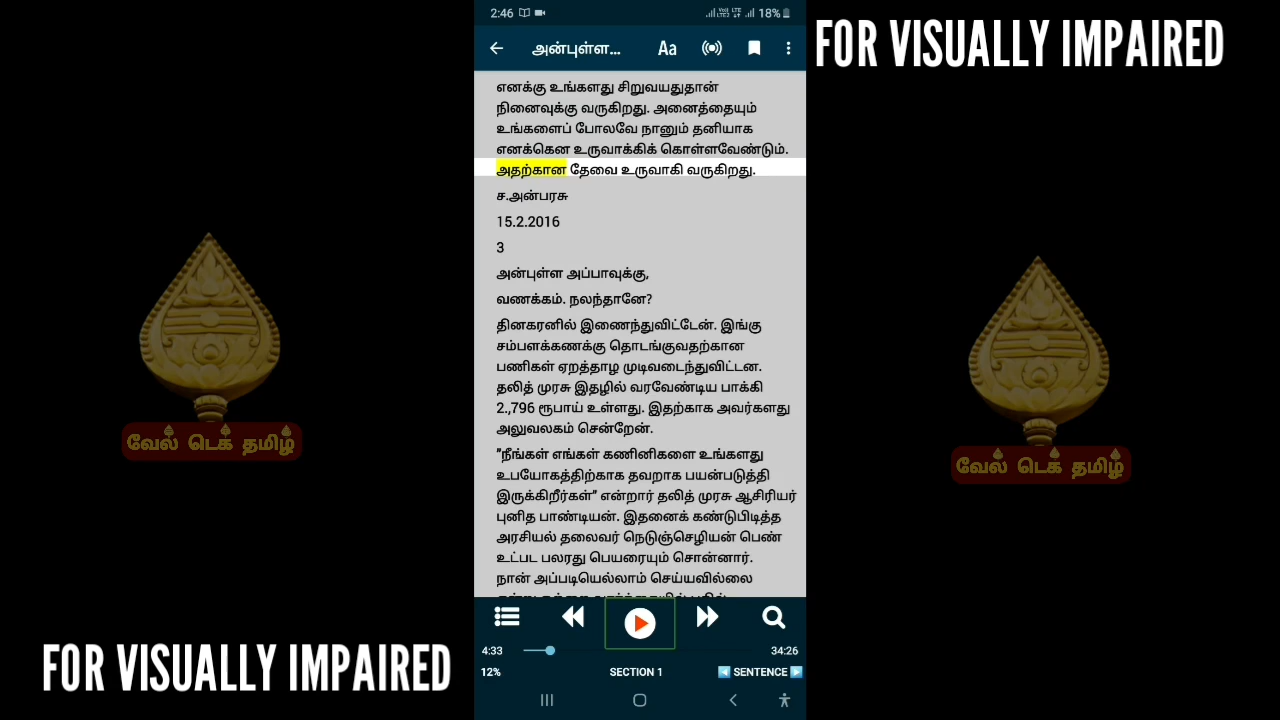 FOR VISUALLY IMPAIRED
2:46 18%
அன்புள்ள...
Aa
எனக்கு உங்களது சிறுவயதுதான்
நினைவுக்கு வருகிறது. அனைத்தையும்
உங்களைப் போலவே நானும் தனியாக
எனக்கென உருவாக்கிக் கொள்ளவேண்டும்.
அதற்கான தேவை உருவாகி வருகிறது.
ச.அன்பரசு
15.2.2016
3
அன்புள்ள அப்பாவுக்கு,
வணக்கம். நலந்தானே?
தினகரனில் இணைந்துவிட்டேன். இங்கு
சம்பளக்கணக்கு தொடங்குவதற்கான
பணிகள் ஏறத்தாழ முடிவடைந்துவிட்டன.
தலித் முரசு இதழில் வரவேண்டிய பாக்கி
2.,796 ரூபாய் உள்ளது. இதற்காக அவர்களது
அலுவலகம் சென்றேன்.
"நீங்கள் எங்கள் கணினிகளை உங்களது
உபயோகத்திற்காக தவறாக பயன்படுத்தி
இருக்கிறீர்கள்" என்றார் தலித் முரசு ஆசிரியர்
புனித பாண்டியன். இதனைக் கண்டுபிடித்த
அரசியல் தலைவர் நெடுஞ்செழியன் பெண்
உட்பட பலரது பெயரையும் சொன்னார்.
நான் அப்படியெல்லாம் செய்யவில்லை
வேல் டெக் தமிழ்
வேல் டெக் தமிழ்
4:33 34:26
12% SECTION 1 SENTENCE
FOR VISUALLY IMPAIRED